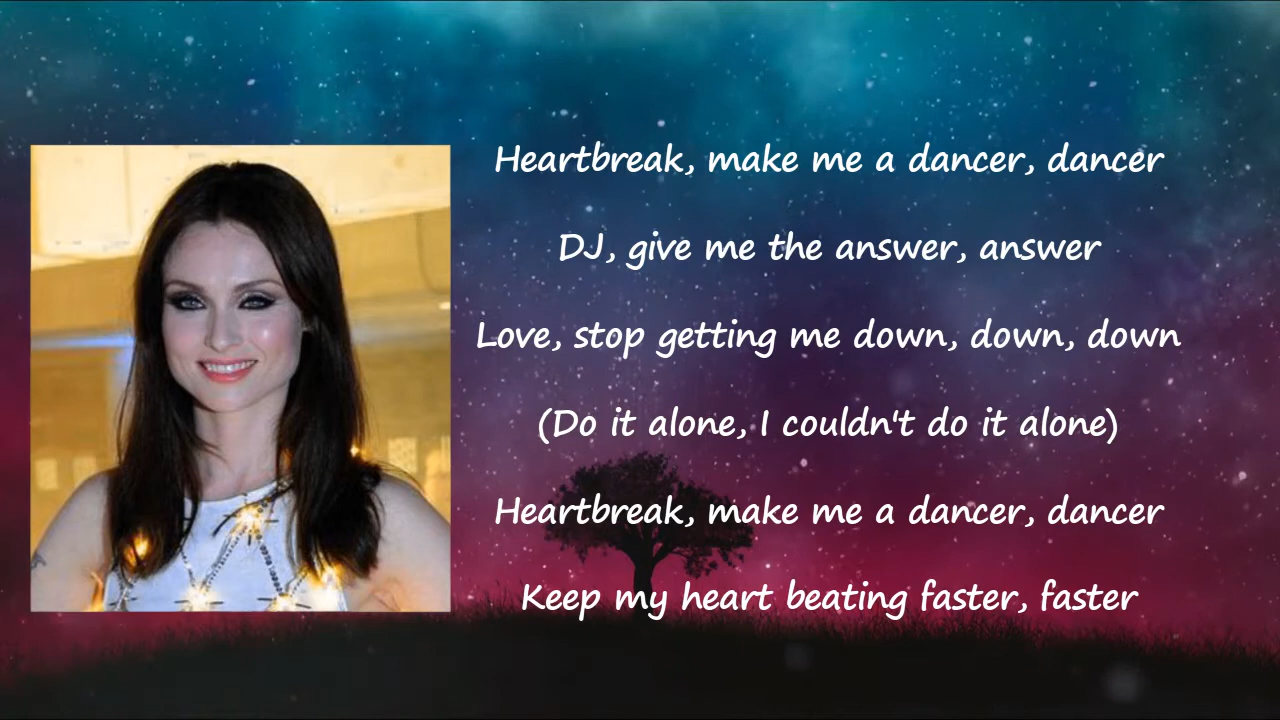 Heartbreak, make me a dancer, dancer
DJ, give me the answer, answer
Love, stop getting me down, down, down
(Do it alone, I couldn't do it alone)
Heartbreak, make me a dancer, dancer
Keep my heart beating faster, faster